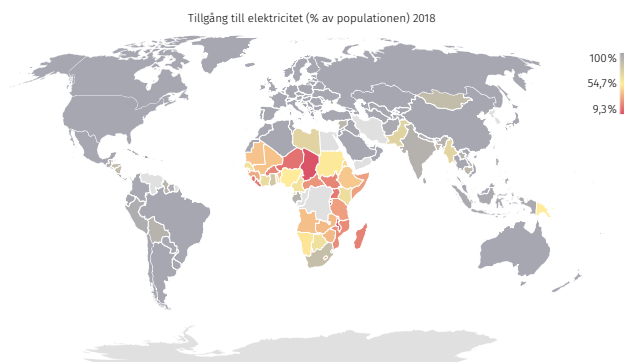 Tillgång till elektricitet (% av populationen) 2018
100 %
54,7 %
9,3 %